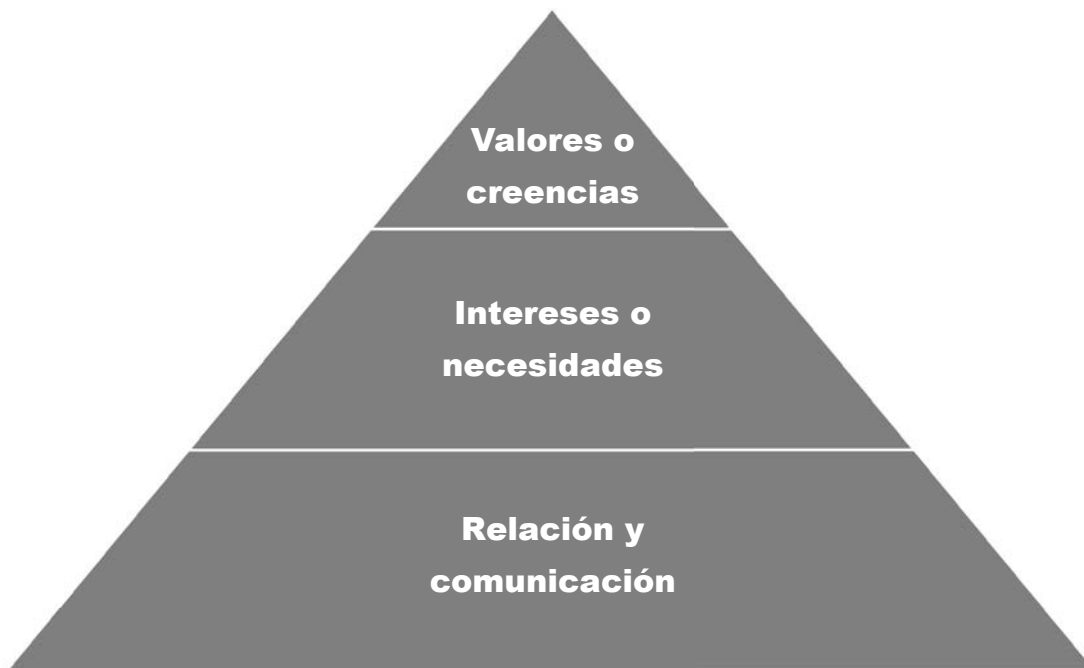 Valores o
creencias
Intereses o
necesidades
Relación y
comunicación